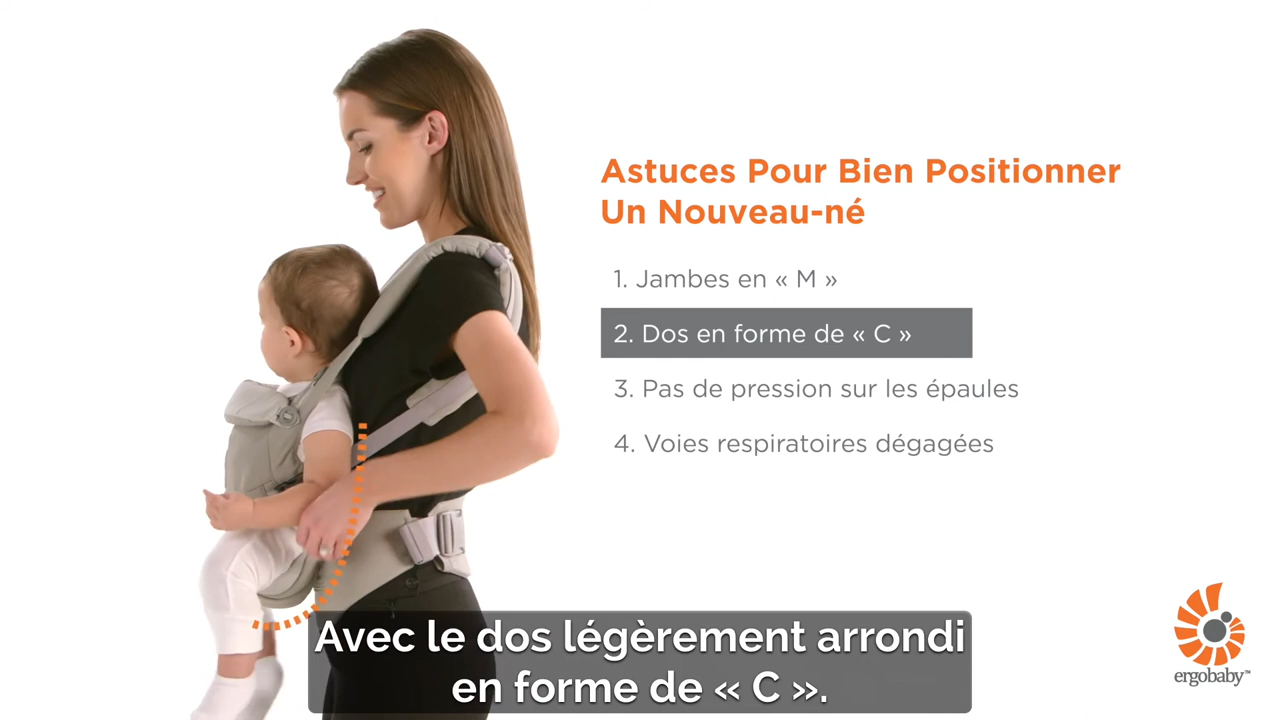 Astuces Pour Bien Positionner
Un Nouveau-né
1. Jambes en « M »
2. Dos en forme de « C »
3. Pas de pression sur les épaules
4. Voies respiratoires dégagées
Avec le dos légèrement arrondi
en forme de « C ».
ergobaby™